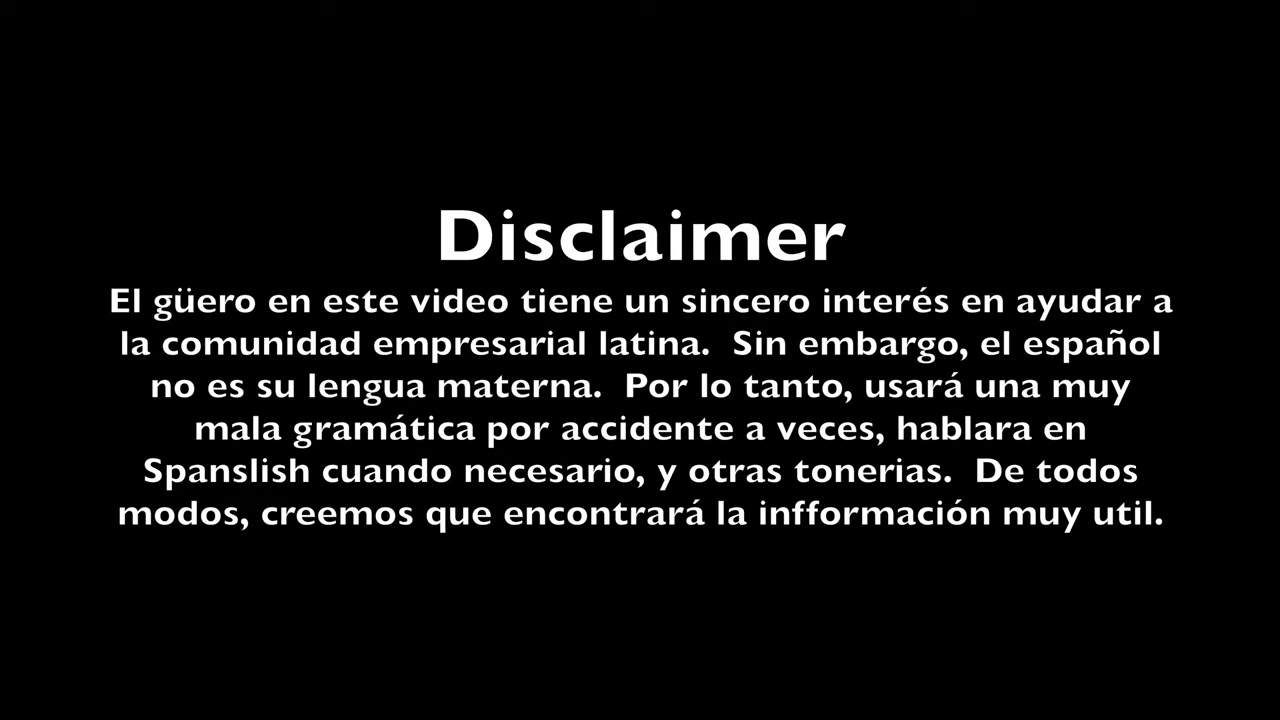 Disclaimer
El güero en este video tiene un sincero interés en ayudar a
la comunidad empresarial latina.  Sin embargo, el español
no es su lengua materna.  Por lo tanto, usará una muy
mala gramática por accidente a veces, hablara en
Spanslish cuando necesario, y otras tonerias.  De todos
modos, creemos que encontrará la infformación muy util.